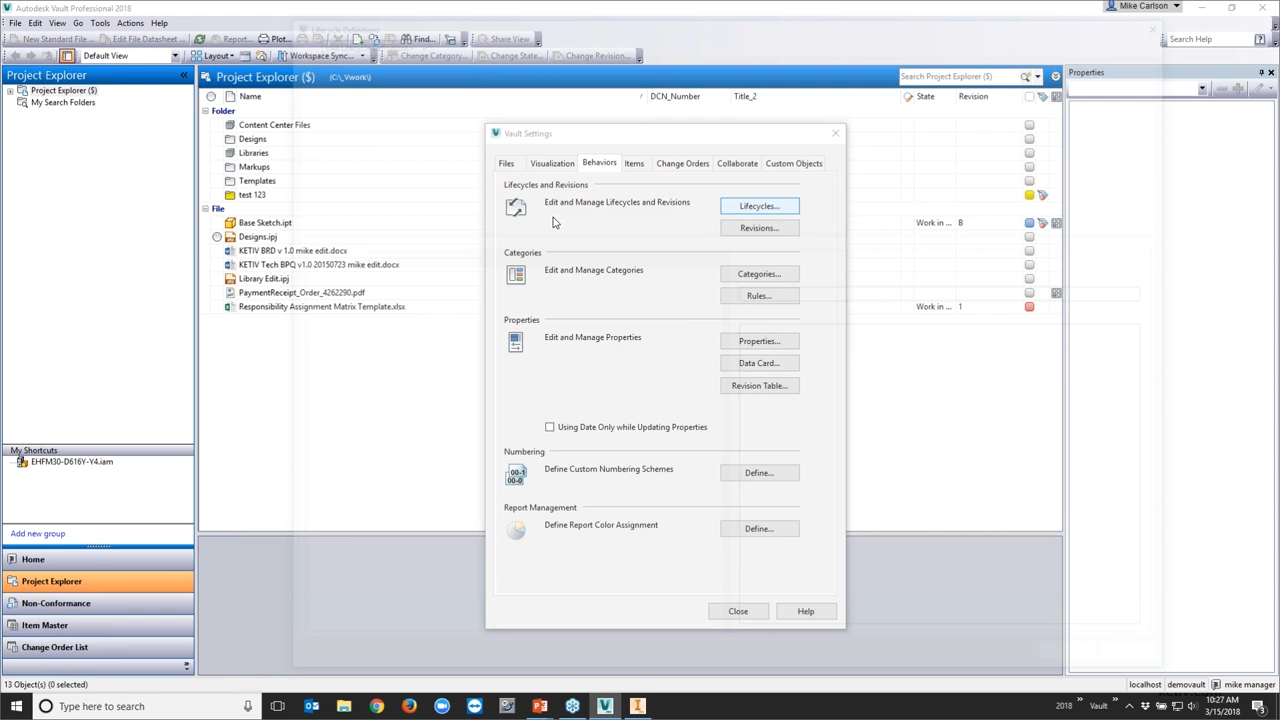 Autodesk Vault Professional 2018
Mike Carlson
File Edit View Go Tools Actions Help
New Standard File... Edit File Datasheet... Report... Plot... Find... Share View
Search Help
Default View
Layout Workspace Sync... Change Category... Change State... Change Revision...
Project Explorer «
Project Explorer ($)
My Search Folders
Project Explorer ($) (C:\_Vwork\)
Search Project Explorer ($)
Name DCN_Number Title_2 State Revision
Folder
Content Center Files
Designs
Libraries
Markups
Templates
test 123
File
Base Sketch.ipt Work in ... B
Designs.ipj
KETIV BRD v 1.0 mike edit.docx
KETIV Tech BPQ v1.0 20150723 mike edit.docx
Library Edit.ipj
PaymentReceipt_Order_4262290.pdf
Responsibility Assignment Matrix Template.xlsx Work in ... 1
Properties
Vault Settings
Files Visualization Behaviors Items Change Orders Collaborate Custom Objects
Lifecycles and Revisions
Edit and Manage Lifecycles and Revisions
Lifecycles...
Revisions...
Categories
Edit and Manage Categories
Categories...
Rules...
Properties
Edit and Manage Properties
Properties...
Data Card...
Revision Table...
Using Date Only while Updating Properties
Numbering
Define Custom Numbering Schemes
00-1
00-0
Define...
Report Management
Define Report Color Assignment
Define...
Close Help
My Shortcuts
EHFM30-D616Y-Y4.iam
Add new group
Home
Project Explorer
Non-Conformance
Item Master
Change Order List
13 Object(s) (0 selected)
localhost demovault mike manager
Type here to search
2018 » Vault »
10:27 AM
3/15/2018